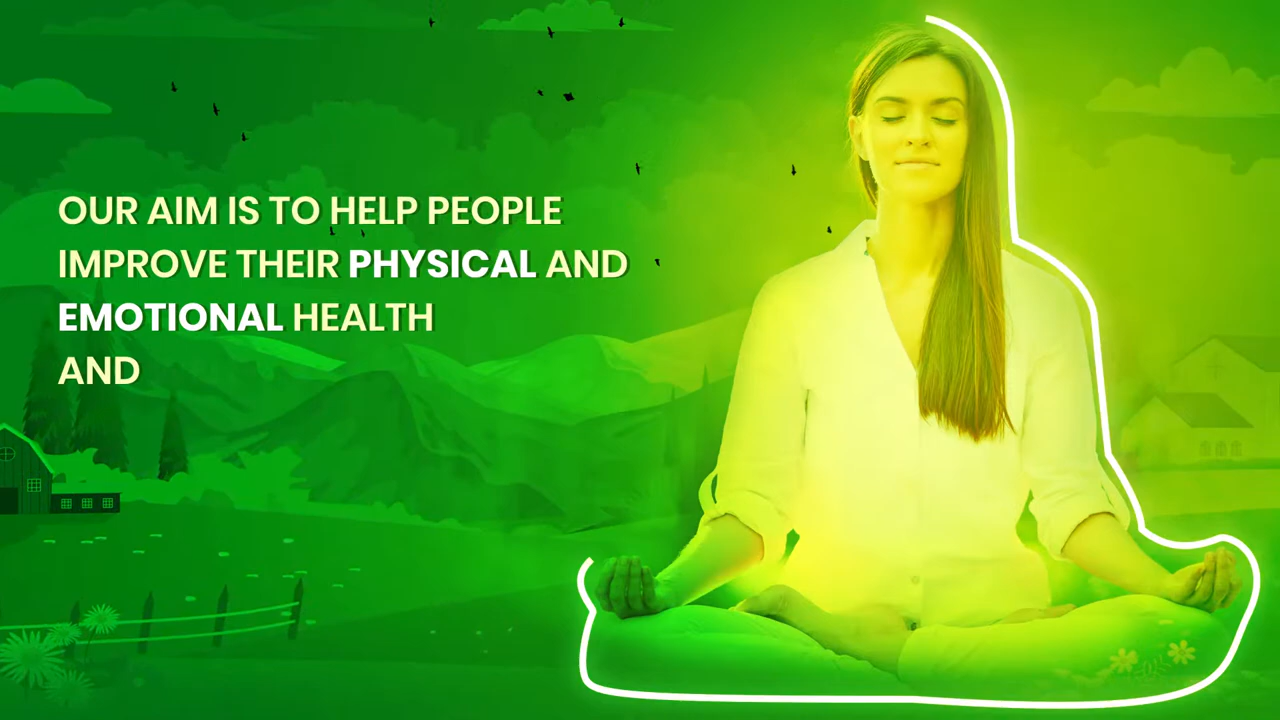 OUR AIM IS TO HELP PEOPLE
IMPROVE THEIR PHYSICAL AND
EMOTIONAL HEALTH
AND